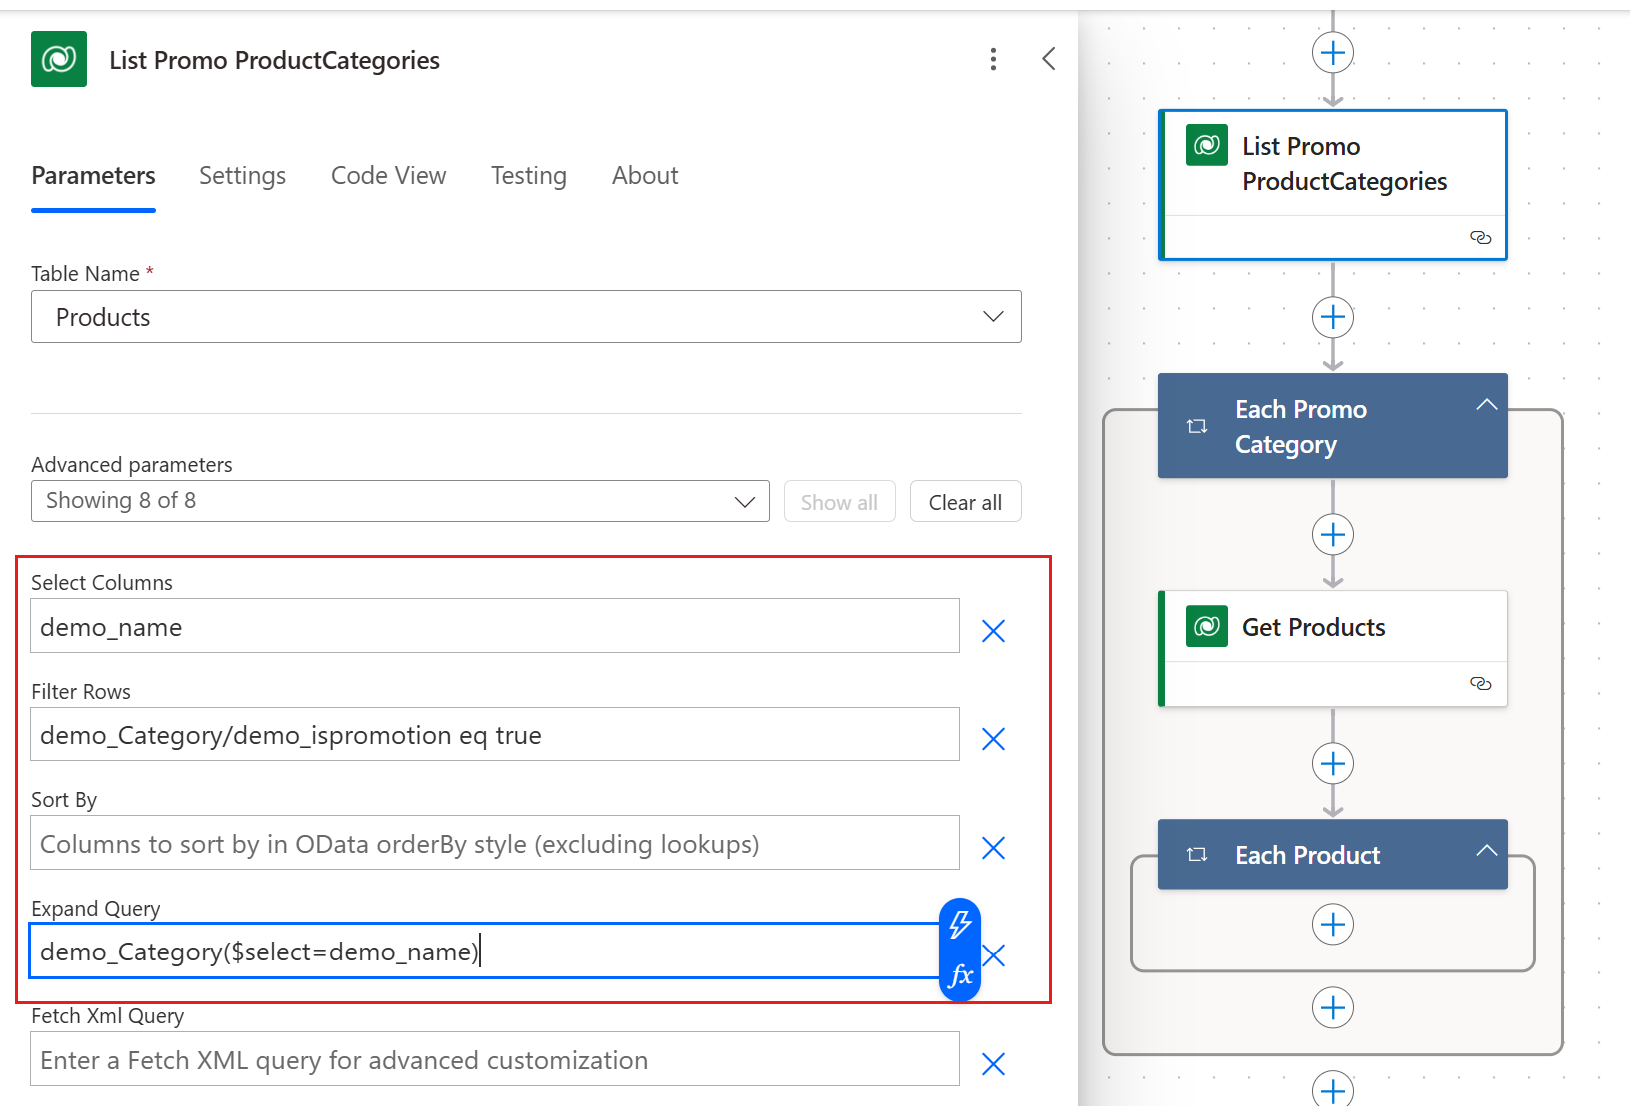 List Promo ProductCategories
Parameters
Settings
Code View
Testing
About
Table Name *
Products
Advanced parameters
Showing 8 of 8
Show all
Clear all
Select Columns
demo_name
Filter Rows
demo_Category/demo_ispromotion eq true
Sort By
Columns to sort by in OData orderBy style (excluding lookups)
Expand Query
demo_Category($select=demo_name)
fx
Fetch Xml Query
Enter a Fetch XML query for advanced customization
List Promo
ProductCategories
Each Promo
Category
Get Products
Each Product